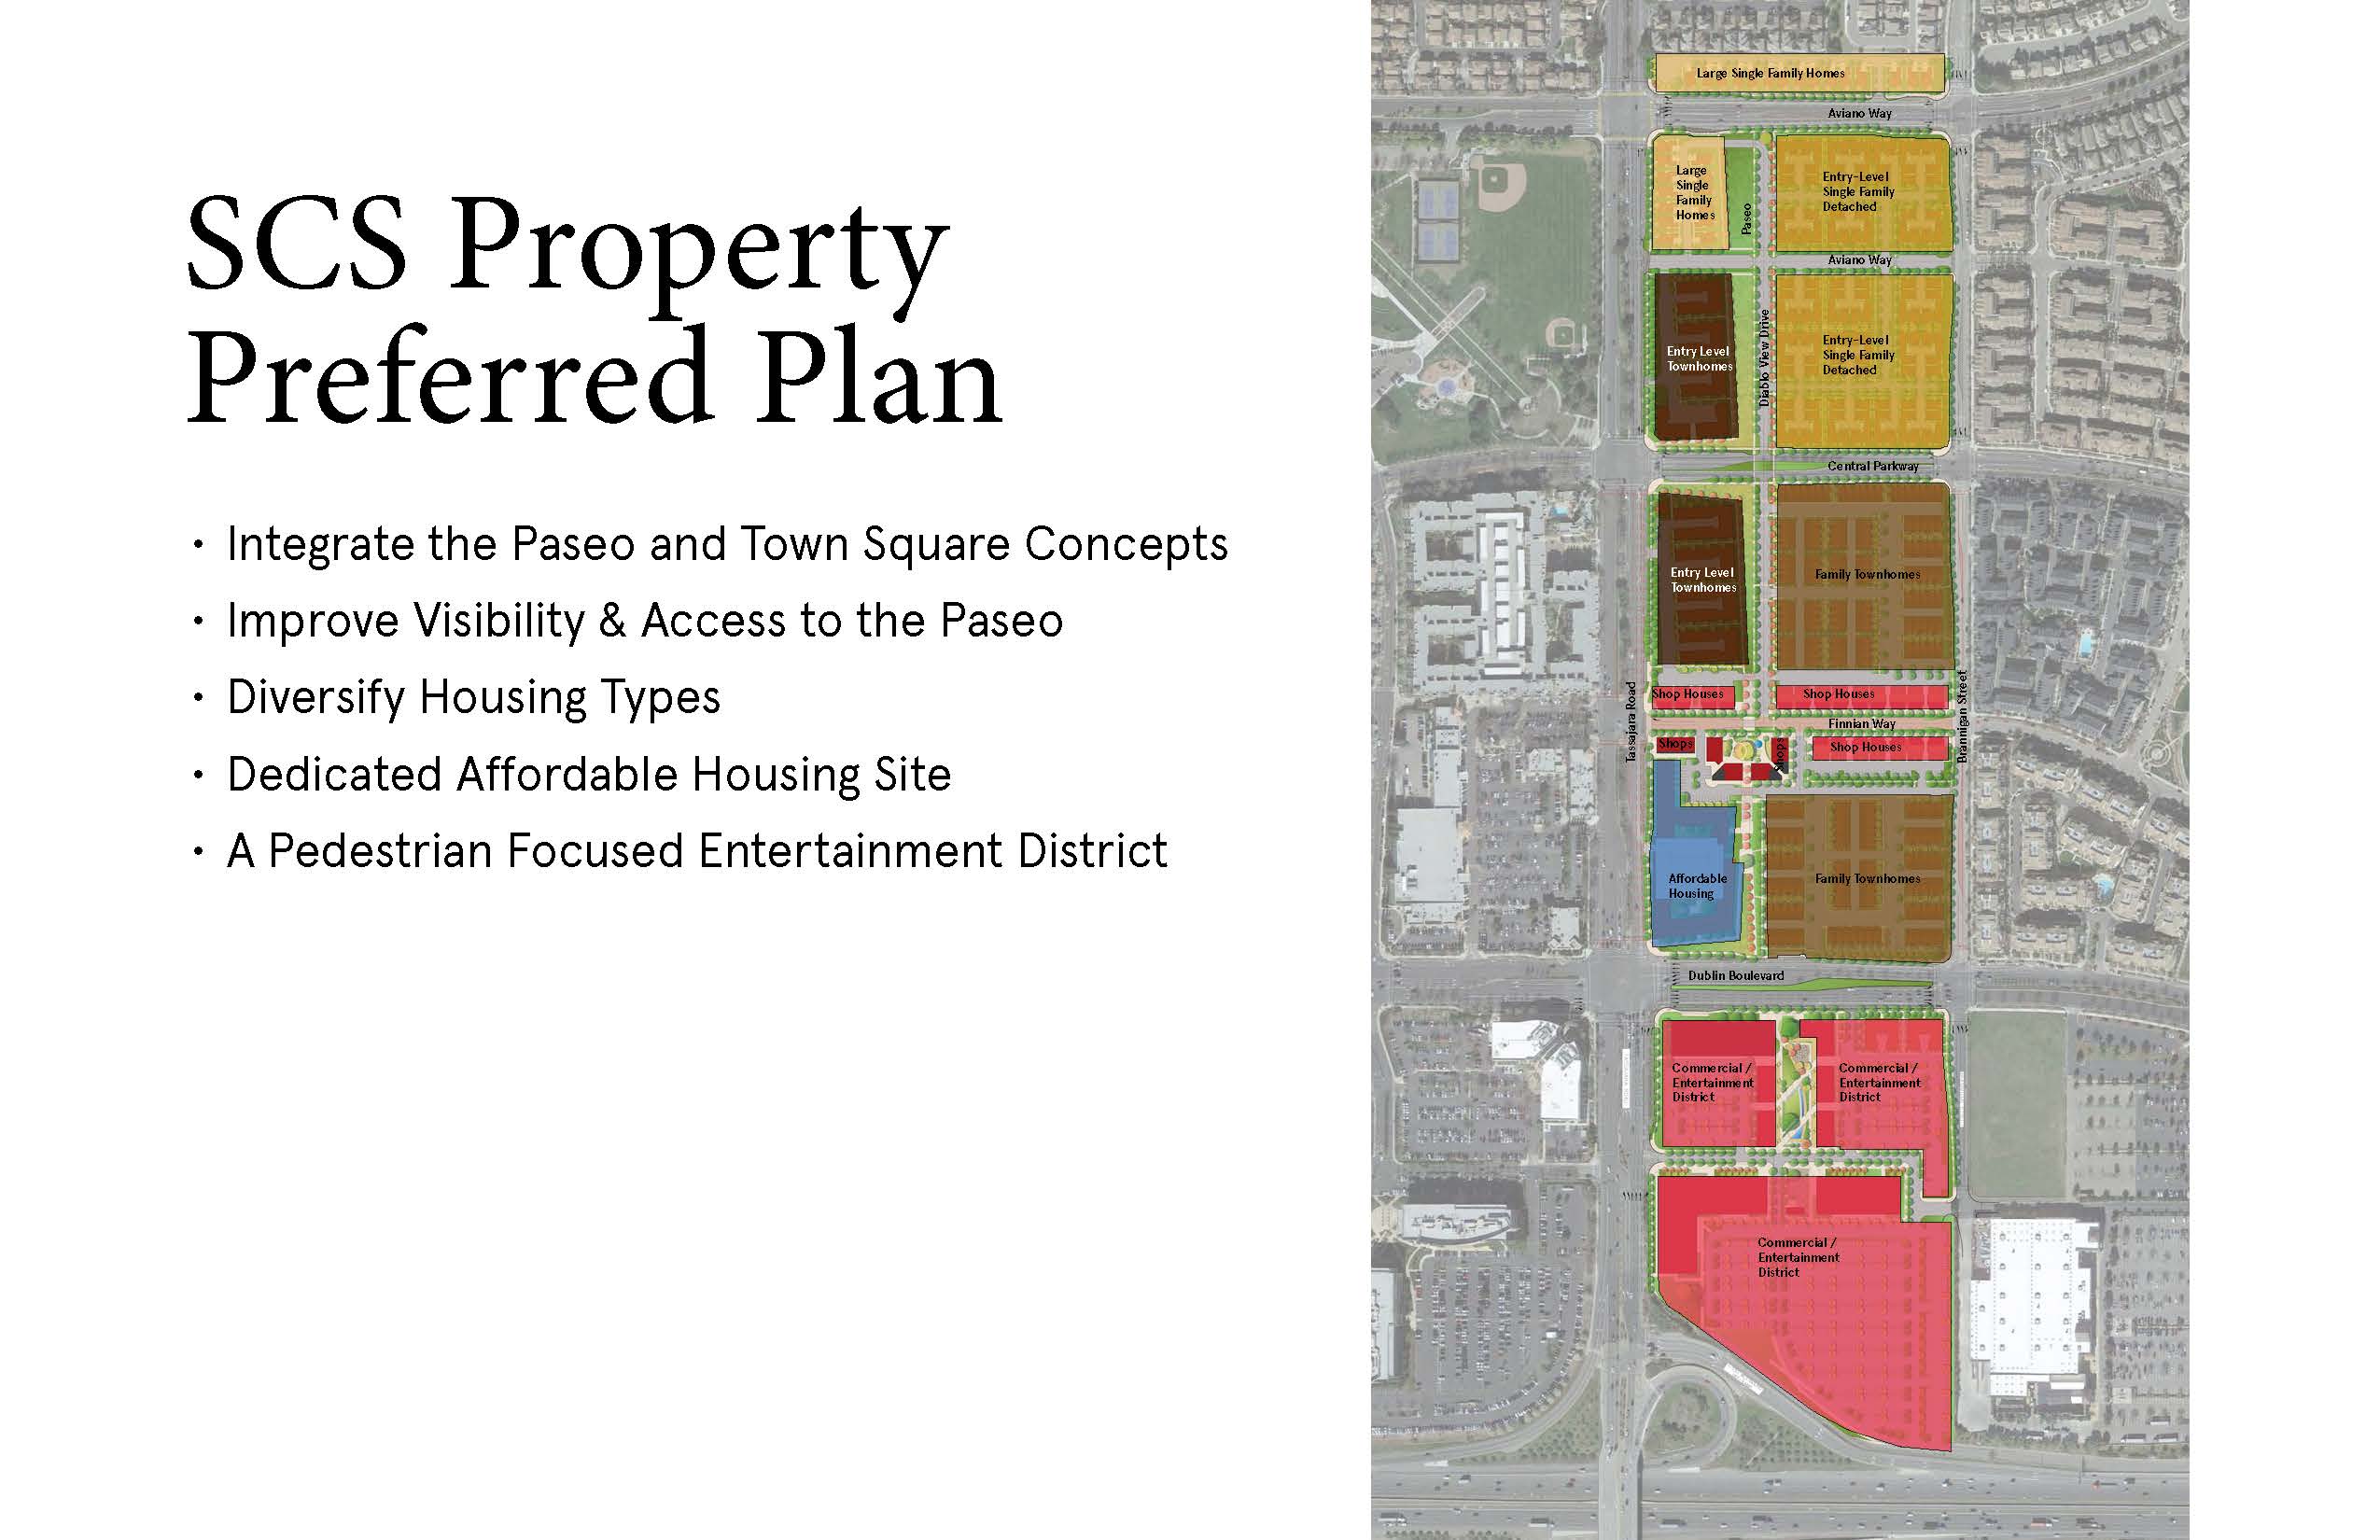 SCS Property
Preferred Plan
• Integrate the Paseo and Town Square Concepts
• Improve Visibility & Access to the Paseo
• Diversify Housing Types
• Dedicated Affordable Housing Site
• A Pedestrian Focused Entertainment District
Large Single Family Homes
Aviano Way
Large
Single
Family
Homes
Paseo
Entry-Level
Single Family
Detached
Aviano Way
Entry Level
Townhomes
Diablo View Drive
Entry-Level
Single Family
Detached
Central Parkway
Entry Level
Townhomes
Family Townhomes
Tassajara Road
Shop Houses
Shop Houses
Brannigan Street
Finnian Way
Shops
Shops
Shop Houses
Affordable
Housing
Family Townhomes
Dublin Boulevard
Commercial /
Entertainment
District
Commercial /
Entertainment
District
Commercial /
Entertainment
District